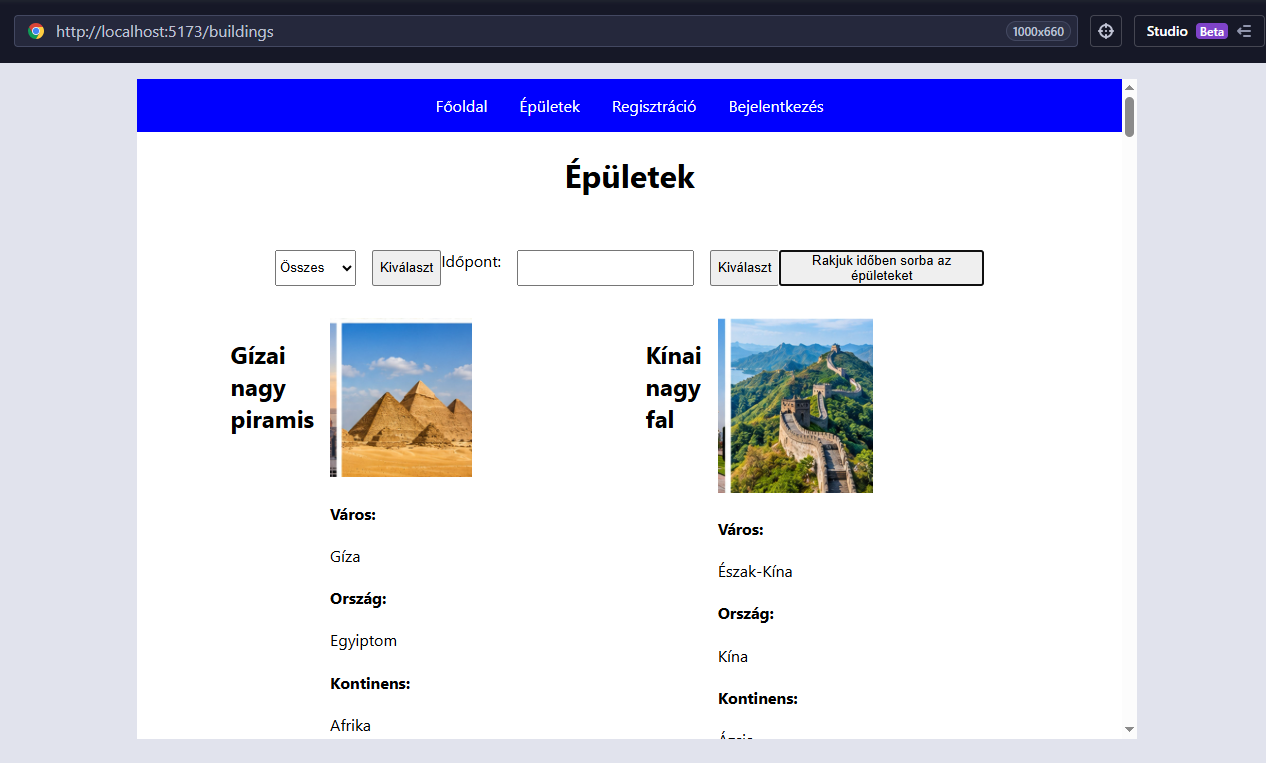 http://localhost:5173/buildings
1000x660
Studio Beta
Főoldal Épületek Regisztráció Bejelentkezés
Épületek
Összes Kiválaszt Időpont: Kiválaszt Rakjuk időben sorba az
épületeket
Gízai
nagy
piramis
Város:
Gíza
Ország:
Egyiptom
Kontinens:
Afrika
Kínai
nagy
fal
Város:
Észak-Kína
Ország:
Kína
Kontinens:
Ázsia